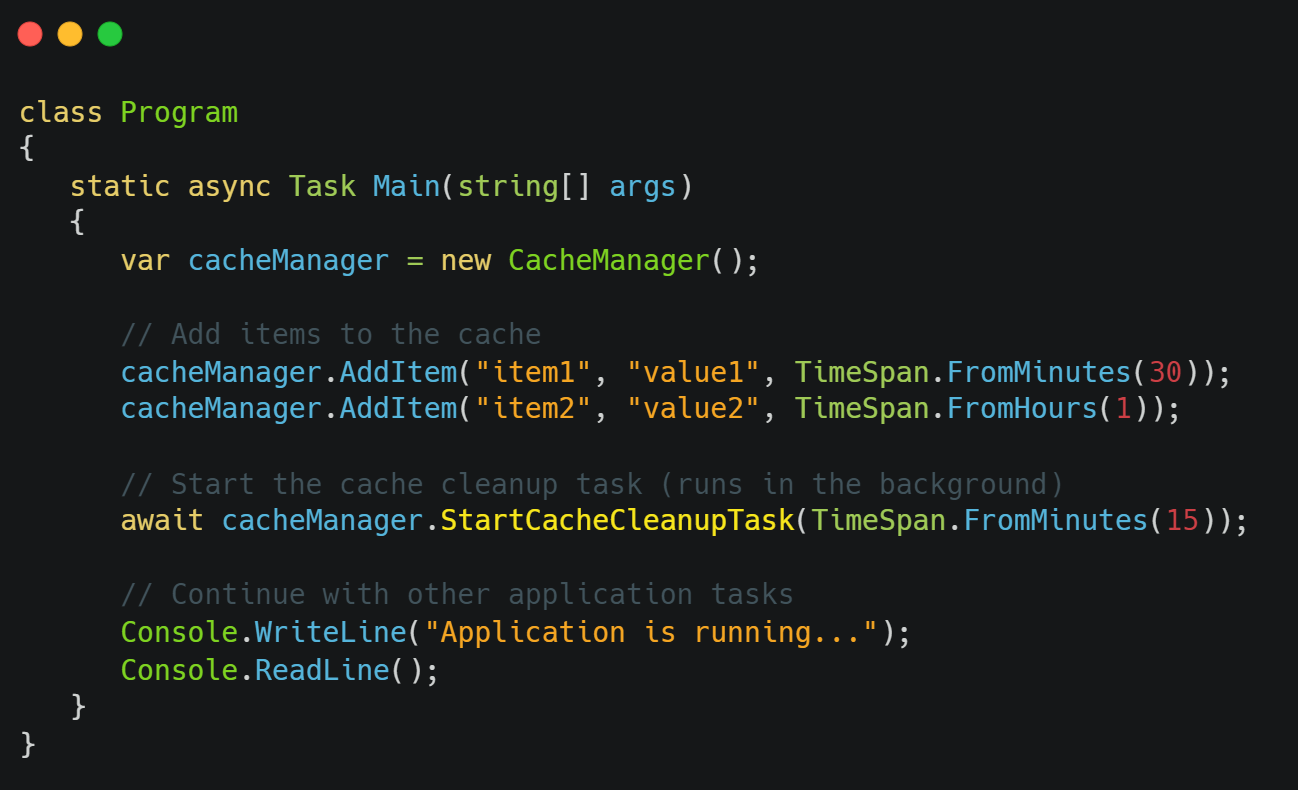 class Program
{
   static async Task Main(string[] args)
   {
      var cacheManager = new CacheManager();

      // Add items to the cache
      cacheManager.AddItem("item1", "value1", TimeSpan.FromMinutes(30));
      cacheManager.AddItem("item2", "value2", TimeSpan.FromHours(1));

      // Start the cache cleanup task (runs in the background)
      await cacheManager.StartCacheCleanupTask(TimeSpan.FromMinutes(15));

      // Continue with other application tasks
      Console.WriteLine("Application is running...");
      Console.ReadLine();
   }
}